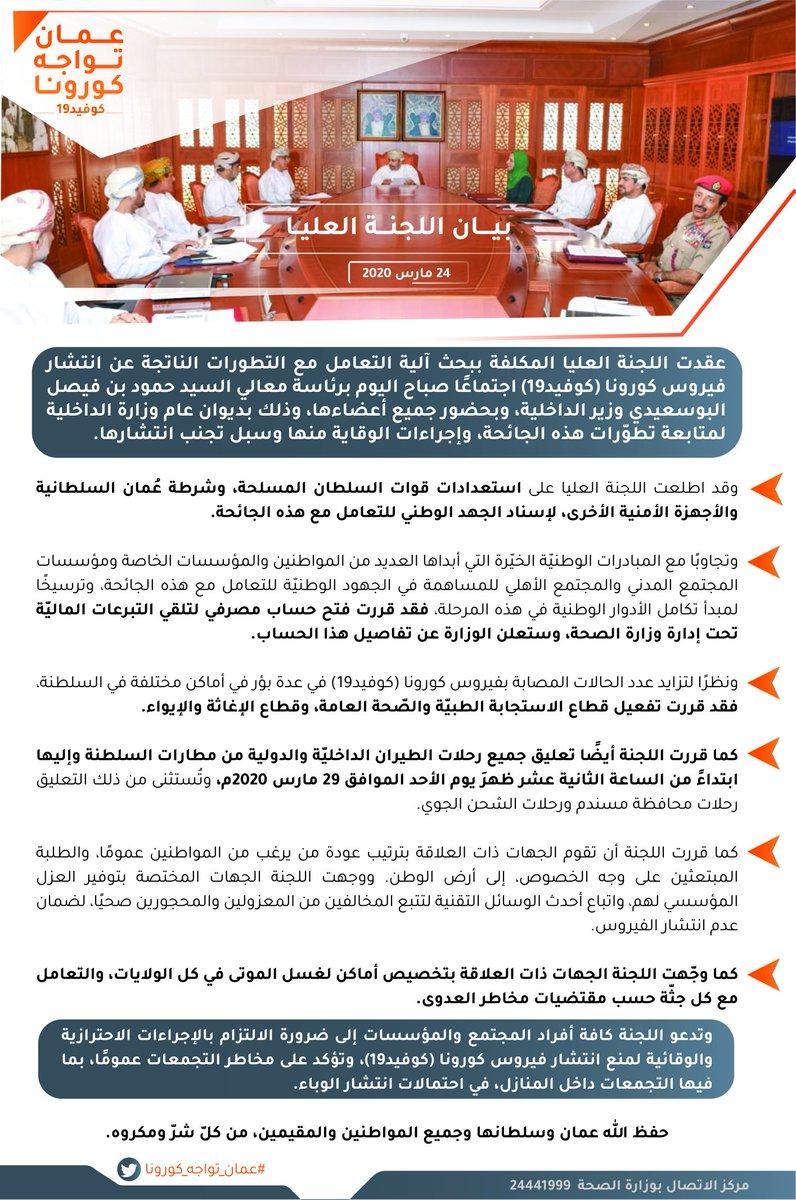 عمان
تواجه
كورونا
كوفيد19
بيان اللجنة العليا
24 مارس 2020
عقدت اللجنة العليا المكلفة ببحث آلية التعامل مع التطورات الناتجة عن انتشار
فيروس كورونا (كوفيد19) اجتماعًا صباح اليوم برئاسة معالي السيد حمود بن فيصل
البوسعيدي وزير الداخلية، وبحضور جميع أعضاءها، وذلك بديوان عام وزارة الداخلية
لمتابعة تطوّرات هذه الجائحة، وإجراءات الوقاية منها وسبل تجنب انتشارها.
وقد اطلعت اللجنة العليا على استعدادات قوات السلطان المسلحة، وشرطة عُمان السلطانية
والأجهزة الأمنية الأخرى، لإسناد الجهد الوطني للتعامل مع هذه الجائحة.
وتجاوبًا مع المبادرات الوطنيّة الخيّرة التي أبداها العديد من المواطنين والمؤسسات الخاصة ومؤسسات
المجتمع المدني والمجتمع الأهلي للمساهمة في الجهود الوطنيّة للتعامل مع هذه الجائحة، وترسيخًا
لمبدأ تكامل الأدوار الوطنية في هذه المرحلة، فقد قررت فتح حساب مصرفي لتلقي التبرعات الماليّة
تحت إدارة وزارة الصحة، وستعلن الوزارة عن تفاصيل هذا الحساب.
ونظرًا لتزايد عدد الحالات المصابة بفيروس كورونا (كوفيد19) في عدة بؤر في أماكن مختلفة في السلطنة،
فقد قررت تفعيل قطاع الاستجابة الطبيّة والصّحة العامة، وقطاع الإغاثة والإيواء.
كما قررت اللجنة أيضًا تعليق جميع رحلات الطيران الداخليّة والدولية من مطارات السلطنة وإليها
ابتداءً من الساعة الثانية عشر ظهرَ يوم الأحد الموافق 29 مارس 2020م، وتُستثنى من ذلك التعليق
رحلات محافظة مسندم ورحلات الشحن الجوي.
كما قررت اللجنة أن تقوم الجهات ذات العلاقة بترتيب عودة من يرغب من المواطنين عمومًا، والطلبة
المبتعثين على وجه الخصوص، إلى أرض الوطن. ووجهت اللجنة الجهات المختصة بتوفير العزل
المؤسسي لهم، واتباع أحدث الوسائل التقنية لتتبع المخالفين من المعزولين والمحجورين صحيًا، لضمان
عدم انتشار الفيروس.
كما وجّهت اللجنة الجهات ذات العلاقة بتخصيص أماكن لغسل الموتى في كل الولايات، والتعامل
مع كل جثّة حسب مقتضيات مخاطر العدوى.
وتدعو اللجنة كافة أفراد المجتمع والمؤسسات إلى ضرورة الالتزام بالإجراءات الاحترازية
والوقائية لمنع انتشار فيروس كورونا (كوفيد19)، وتؤكد على مخاطر التجمعات عمومًا، بما
فيها التجمعات داخل المنازل، في احتمالات انتشار الوباء.
حفظ الله عمان وسلطانها وجميع المواطنين والمقيمين، من كلّ شرّ ومكروه.
#عمان_تواجه_كورونا
مركز الاتصال بوزارة الصحة 24441999